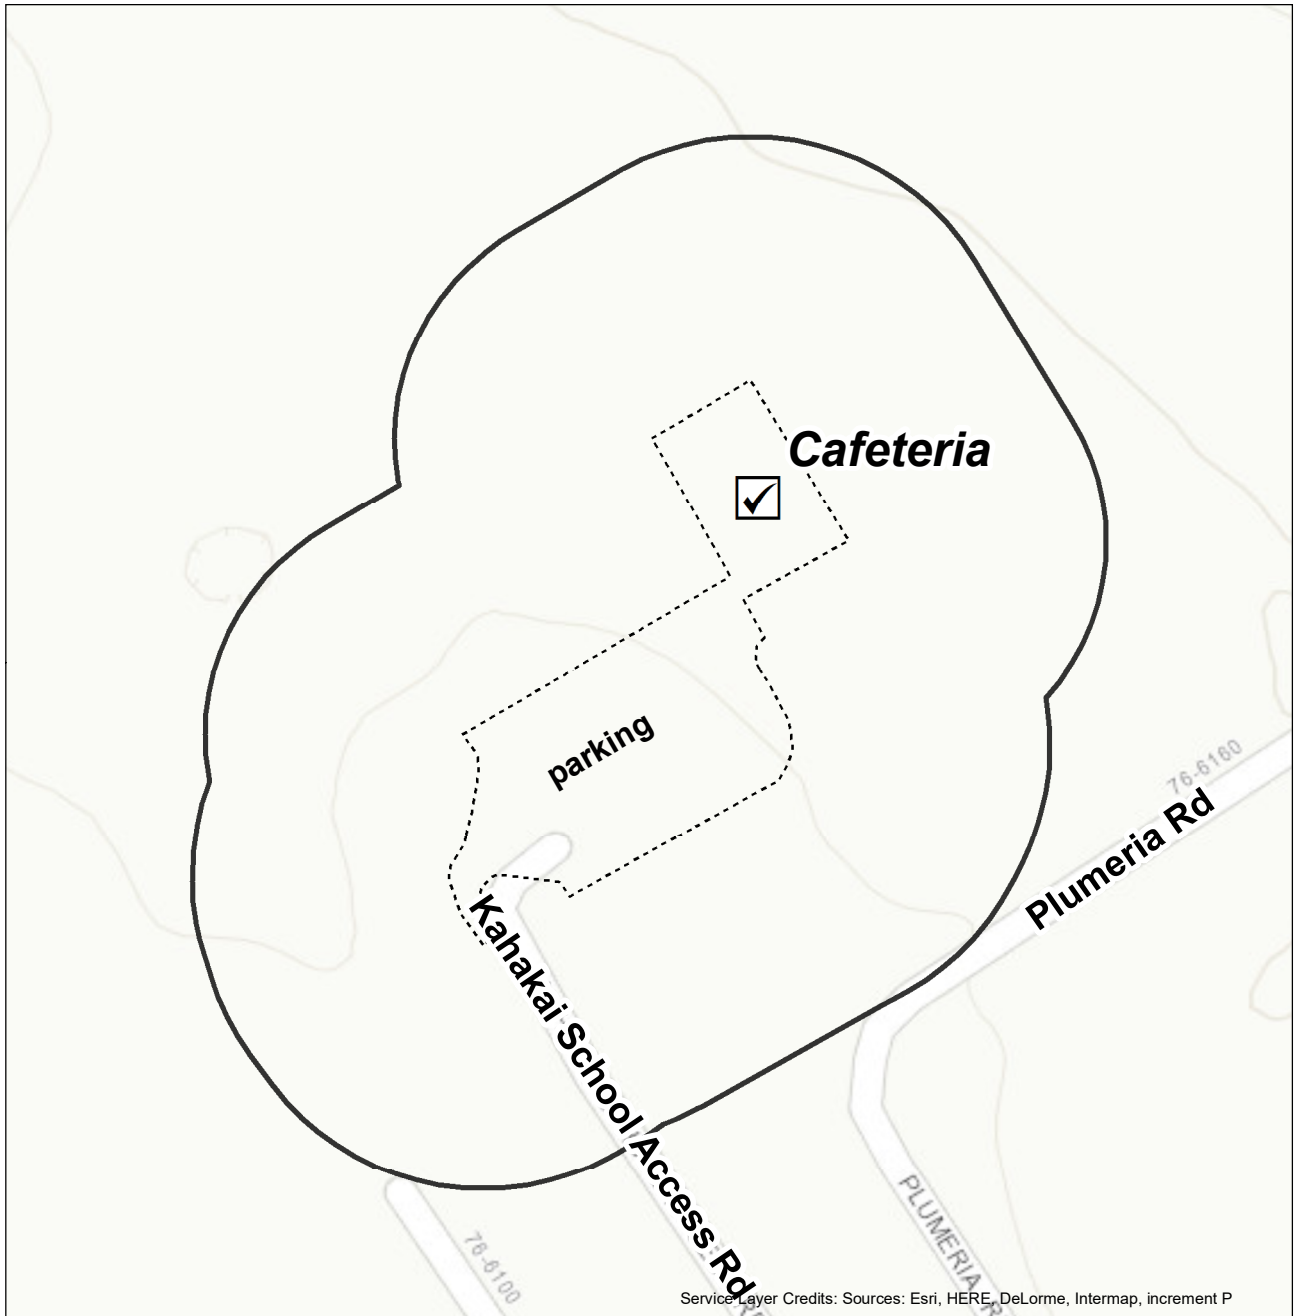 Cafeteria
parking
76-6160
Plumeria Rd
Kahakai School Access Rd
PLUMERIA R
76-6100
Service Layer Credits: Sources: Esri, HERE, DeLorme, Intermap, increment P